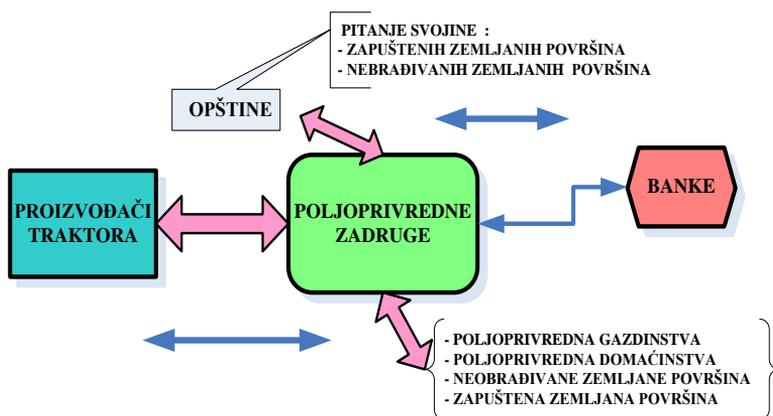 PITANJE SVOJINE :
- ZAPUŠTENIH ZEMLJANIH POVRŠINA
- NEBRAĐIVANIH ZEMLJANIH POVRŠINA
OPŠTINE
PROIZVOĐAČI
TRAKTORA
POLJOPRIVREDNE
ZADRUGE
BANKE
- POLJOPRIVREDNA GAZDINSTVA
- POLJOPRIVREDNA DOMAĆINSTVA
- NEOBRAĐIVANE ZEMLJANE POVRŠINA
- ZAPUŠTENA ZEMLJANA POVRŠINA